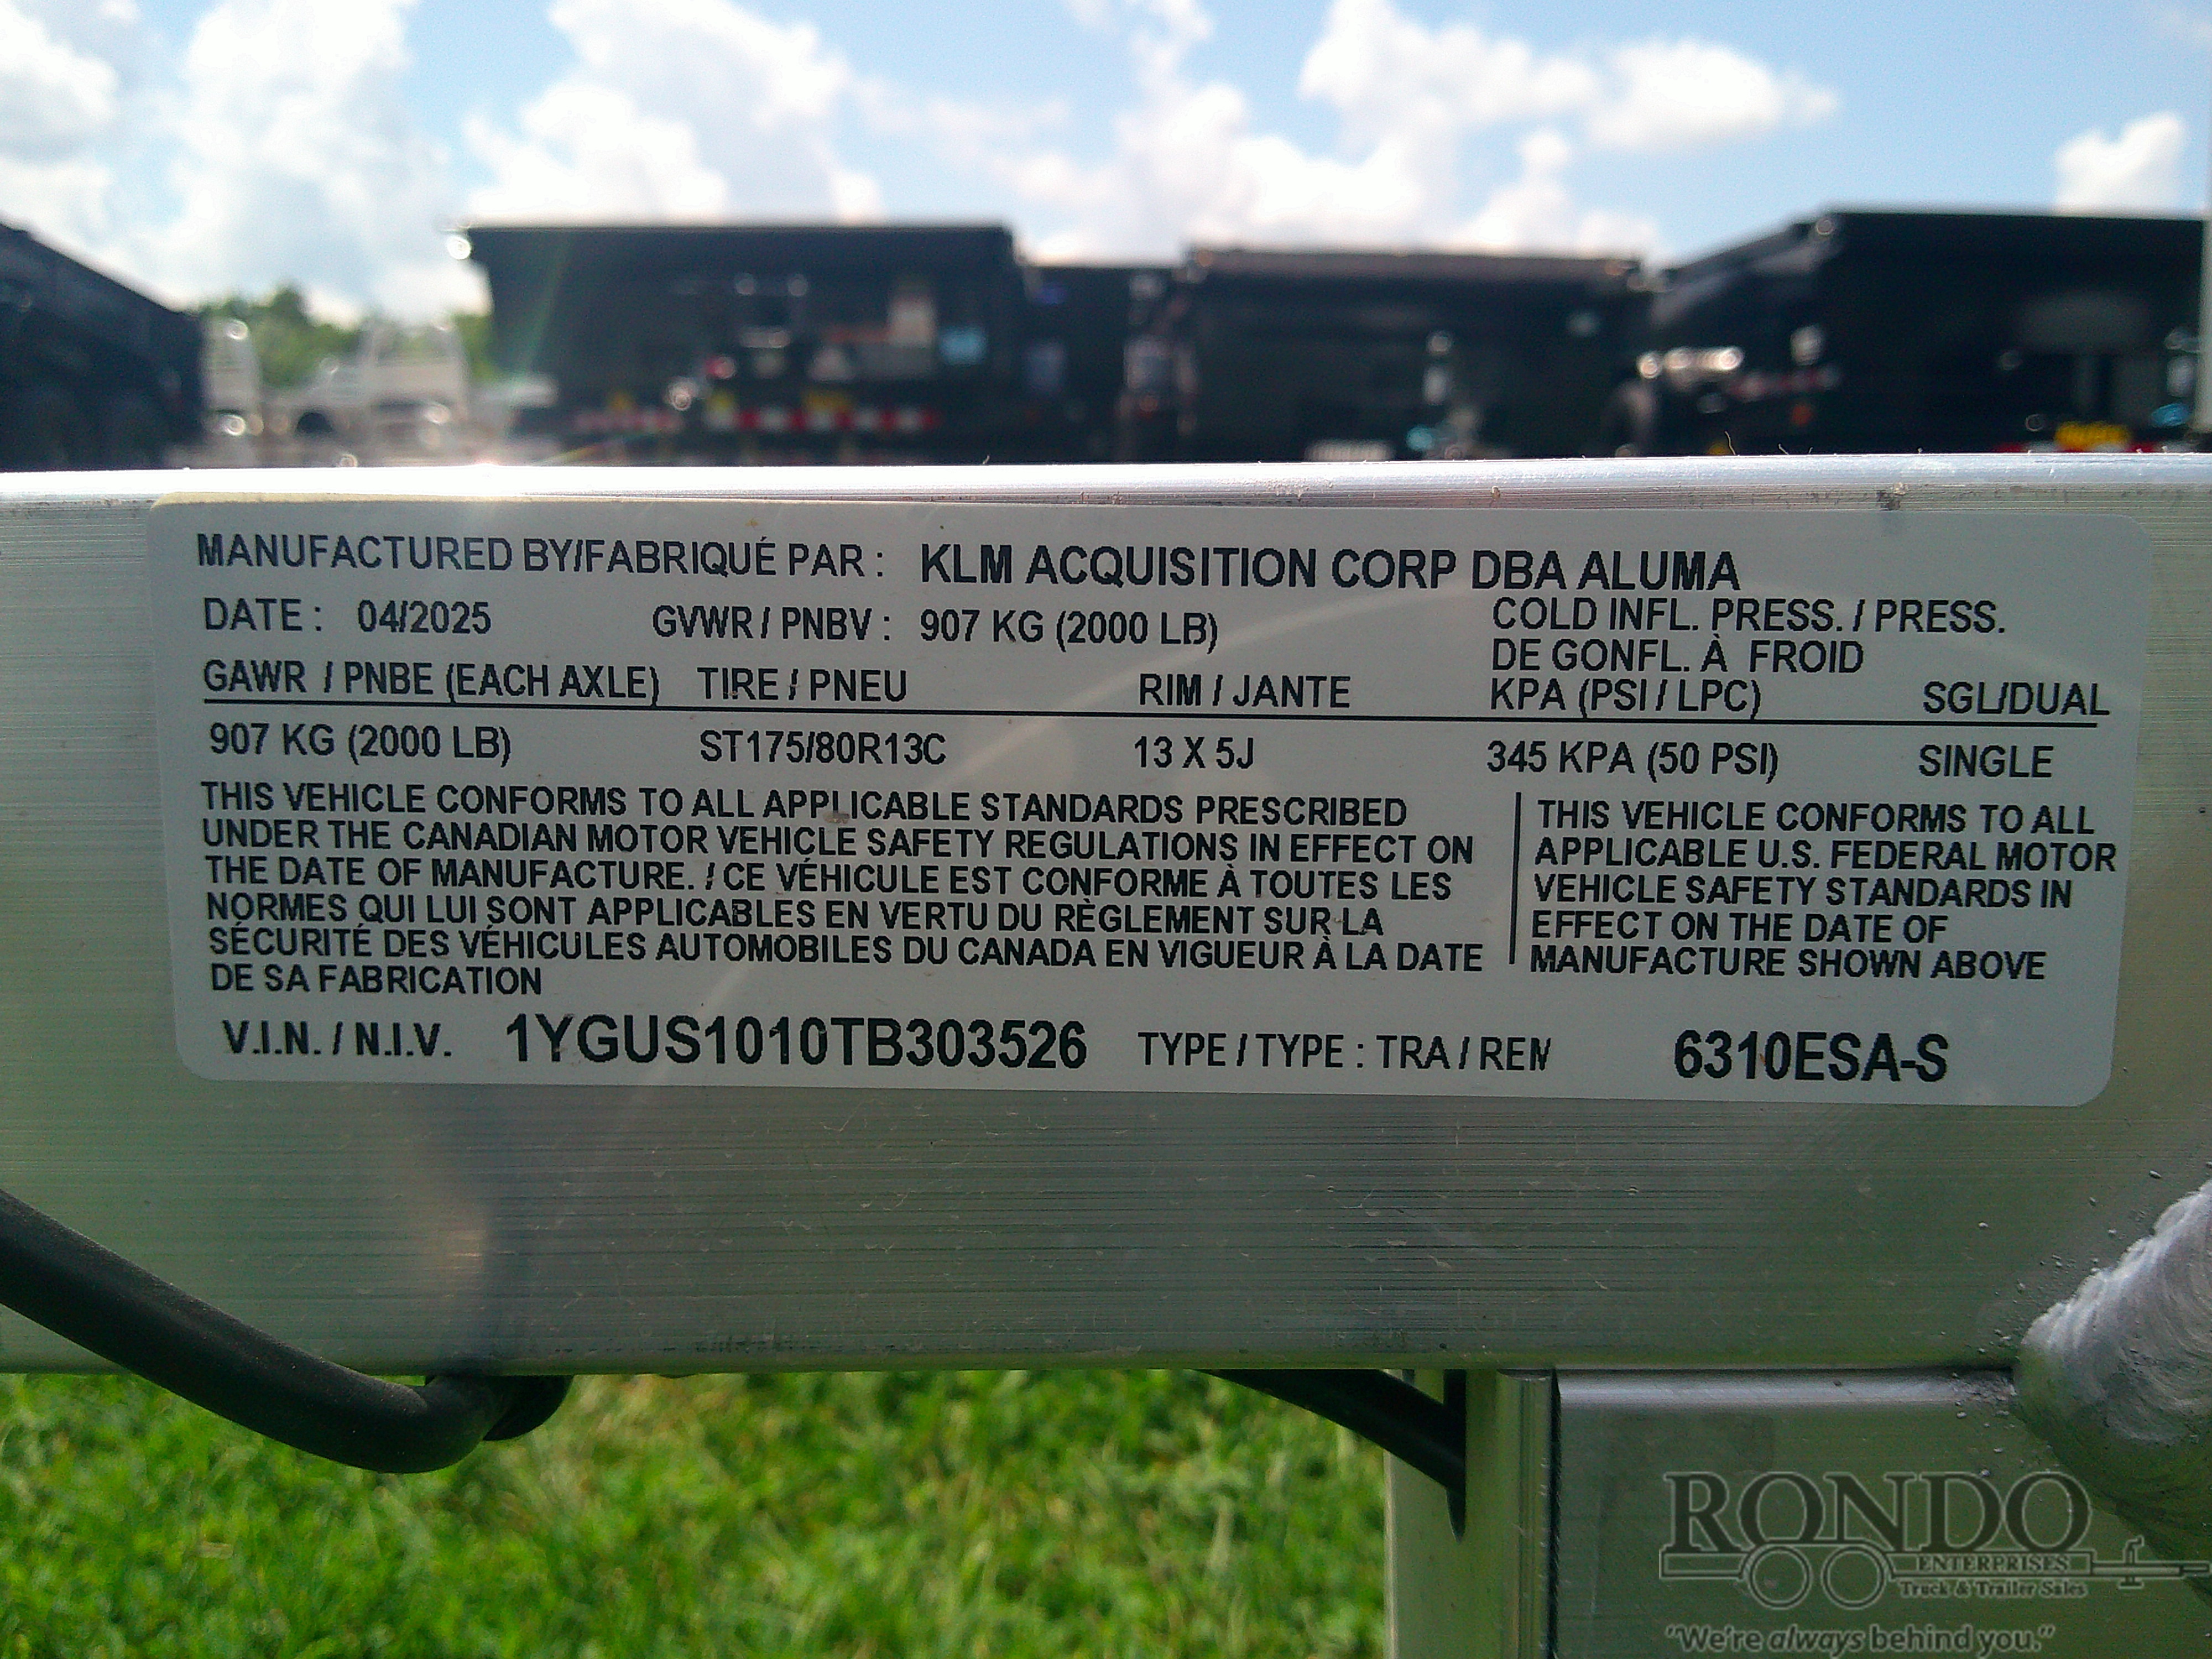 MANUFACTURED BY/FABRIQUÉ PAR : KLM ACQUISITION CORP DBA ALUMA
DATE : 04/2025 GVWR / PNBV : 907 KG (2000 LB)
COLD INFL. PRESS. / PRESS.
DE GONFL. À FROID
GAWR / PNBE (EACH AXLE) TIRE / PNEU RIM / JANTE KPA (PSI / LPC) SGL/DUAL
907 KG (2000 LB) ST175/80R13C 13 X 5J 345 KPA (50 PSI) SINGLE
THIS VEHICLE CONFORMS TO ALL APPLICABLE STANDARDS PRESCRIBED
UNDER THE CANADIAN MOTOR VEHICLE SAFETY REGULATIONS IN EFFECT ON
THE DATE OF MANUFACTURE. / CE VÉHICULE EST CONFORME À TOUTES LES
NORMES QUI LUI SONT APPLICABLES EN VERTU DU RÈGLEMENT SUR LA
SÉCURITÉ DES VÉHICULES AUTOMOBILES DU CANADA EN VIGUEUR À LA DATE
DE SA FABRICATION
THIS VEHICLE CONFORMS TO ALL
APPLICABLE U.S. FEDERAL MOTOR
VEHICLE SAFETY STANDARDS IN
EFFECT ON THE DATE OF
MANUFACTURE SHOWN ABOVE
V.I.N. / N.I.V. 1YGUS1010TB303526 TYPE / TYPE : TRA / REM 6310ESA-S
RONDO
ENTERPRISES
Truck & Trailer Sales
"We're always behind you."